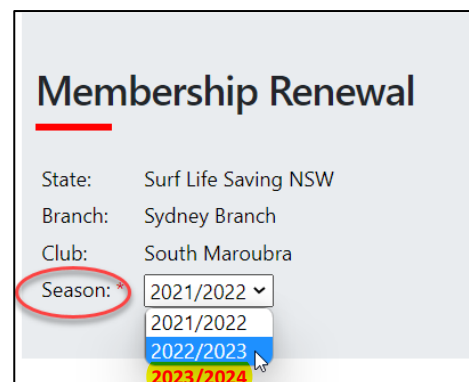 Membership Renewal
State: Surf Life Saving NSW
Branch: Sydney Branch
Club: South Maroubra
Season: * 2021/2022
2021/2022
2022/2023
2023/2024